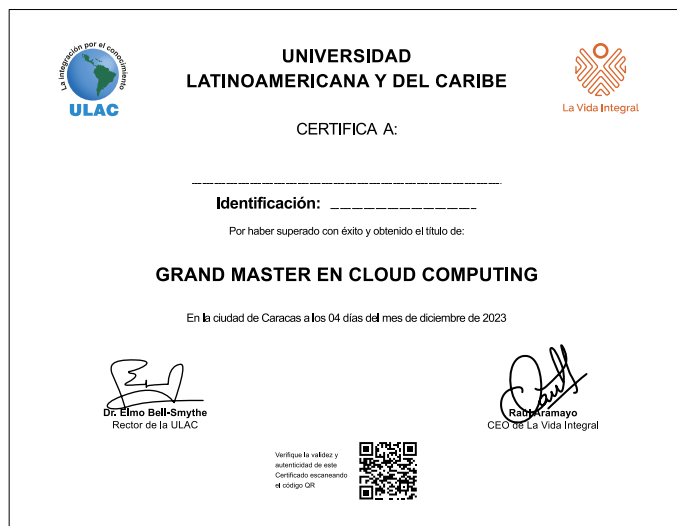 La integración por el conocimiento
ULAC
UNIVERSIDAD
LATINOAMERICANA Y DEL CARIBE
La Vida Integral
CERTIFICA A:
Identificación:
Por haber superado con éxito y obtenido el título de:
GRAND MASTER EN CLOUD COMPUTING
En la ciudad de Caracas a los 04 días del mes de diciembre de 2023
Dr. Elmo Bell-Smythe
Rector de la ULAC
Raul Aramayo
CEO de La Vida Integral
Verifique la validez y
autenticidad de este
Certificado escaneando
el código QR